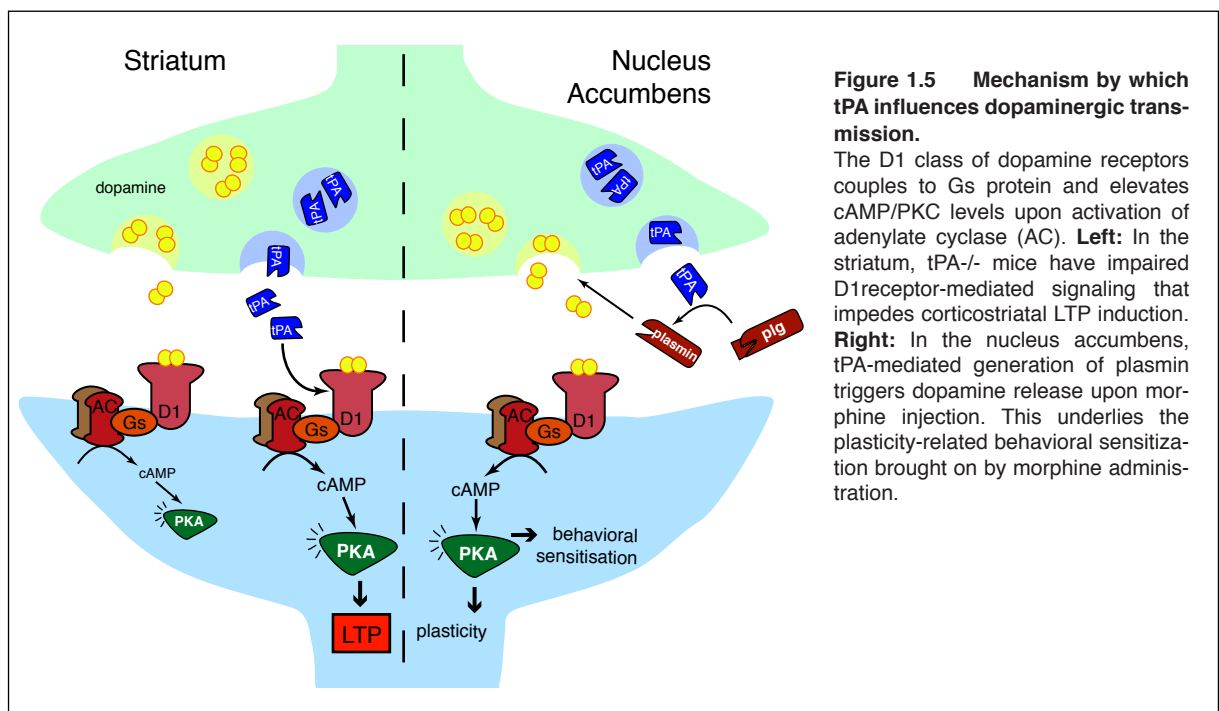 Striatum
Nucleus
Accumbens
dopamine
tPA
tPA
tPA
tPA
tPA
tPA
tPA
tPA
tPA
plasmin
plg
AC
Gs
D1
AC
Gs
D1
AC
Gs
D1
cAMP
cAMP
cAMP
PKA
PKA
PKA
behavioral
sensitisation
LTP
plasticity
Figure 1.5 Mechanism by which
tPA influences dopaminergic trans-
mission.
The D1 class of dopamine receptors
couples to Gs protein and elevates
cAMP/PKC levels upon activation of
adenylate cyclase (AC). Left: In the
striatum, tPA-/- mice have impaired
D1receptor-mediated signaling that
impedes corticostriatal LTP induction.
Right: In the nucleus accumbens,
tPA-mediated generation of plasmin
triggers dopamine release upon mor-
phine injection. This underlies the
plasticity-related behavioral sensitiza-
tion brought on by morphine adminis-
tration.